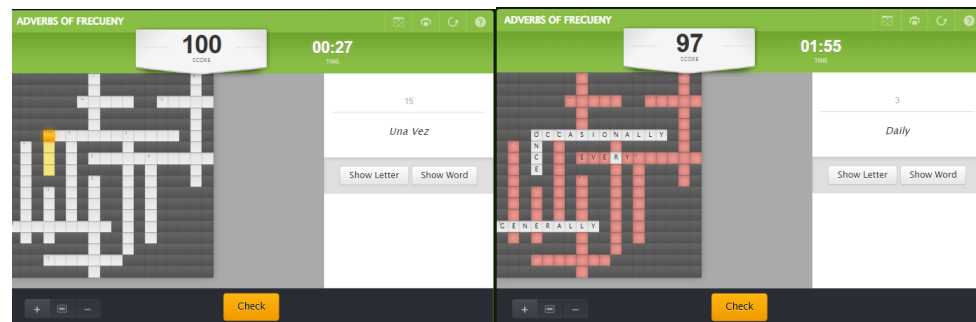 ADVERBS OF FRECUENY
100
SCORE
00:27
TIME
15
Una Vez
Show Letter
Show Word
Check
ADVERBS OF FRECUENY
97
SCORE
01:55
TIME
3
Daily
OCCASIONALLY
ONCE
EVERY
GENERALLY
Show Letter
Show Word
Check